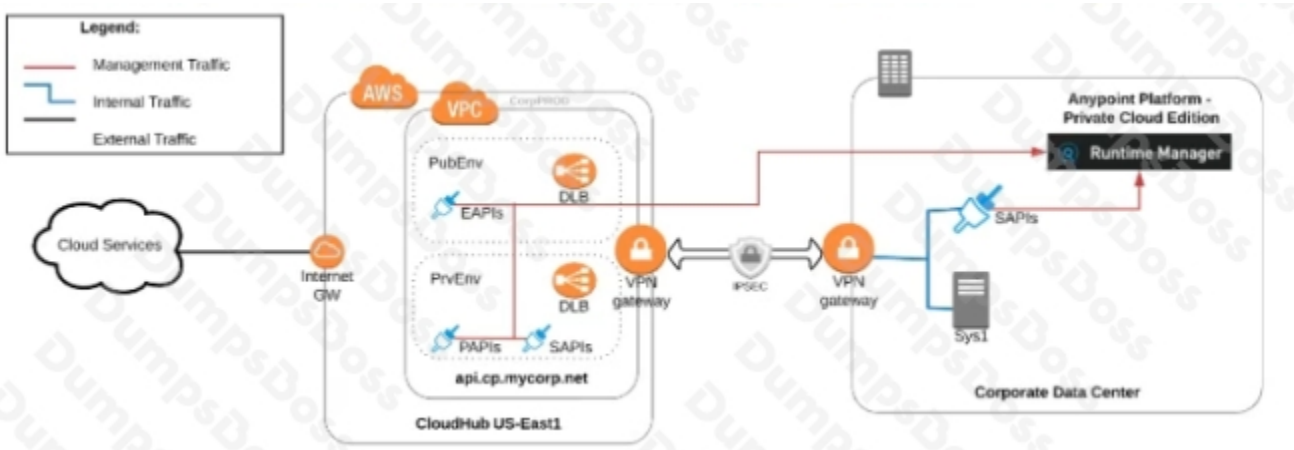 Legend:
Management Traffic
Internal Traffic
External Traffic
Cloud Services
Internet
GW
AWS
VPC
CorpPROD
PubEnv
DLB
EAPIs
PrvEnv
DLB
PAPIs
SAPIs
api.cp.mycorp.net
CloudHub US-East1
VPN
gateway
IPSEC
VPN
gateway
Anypoint Platform -
Private Cloud Edition
Runtime Manager
SAPIs
Sys1
Corporate Data Center
DumpsDoss